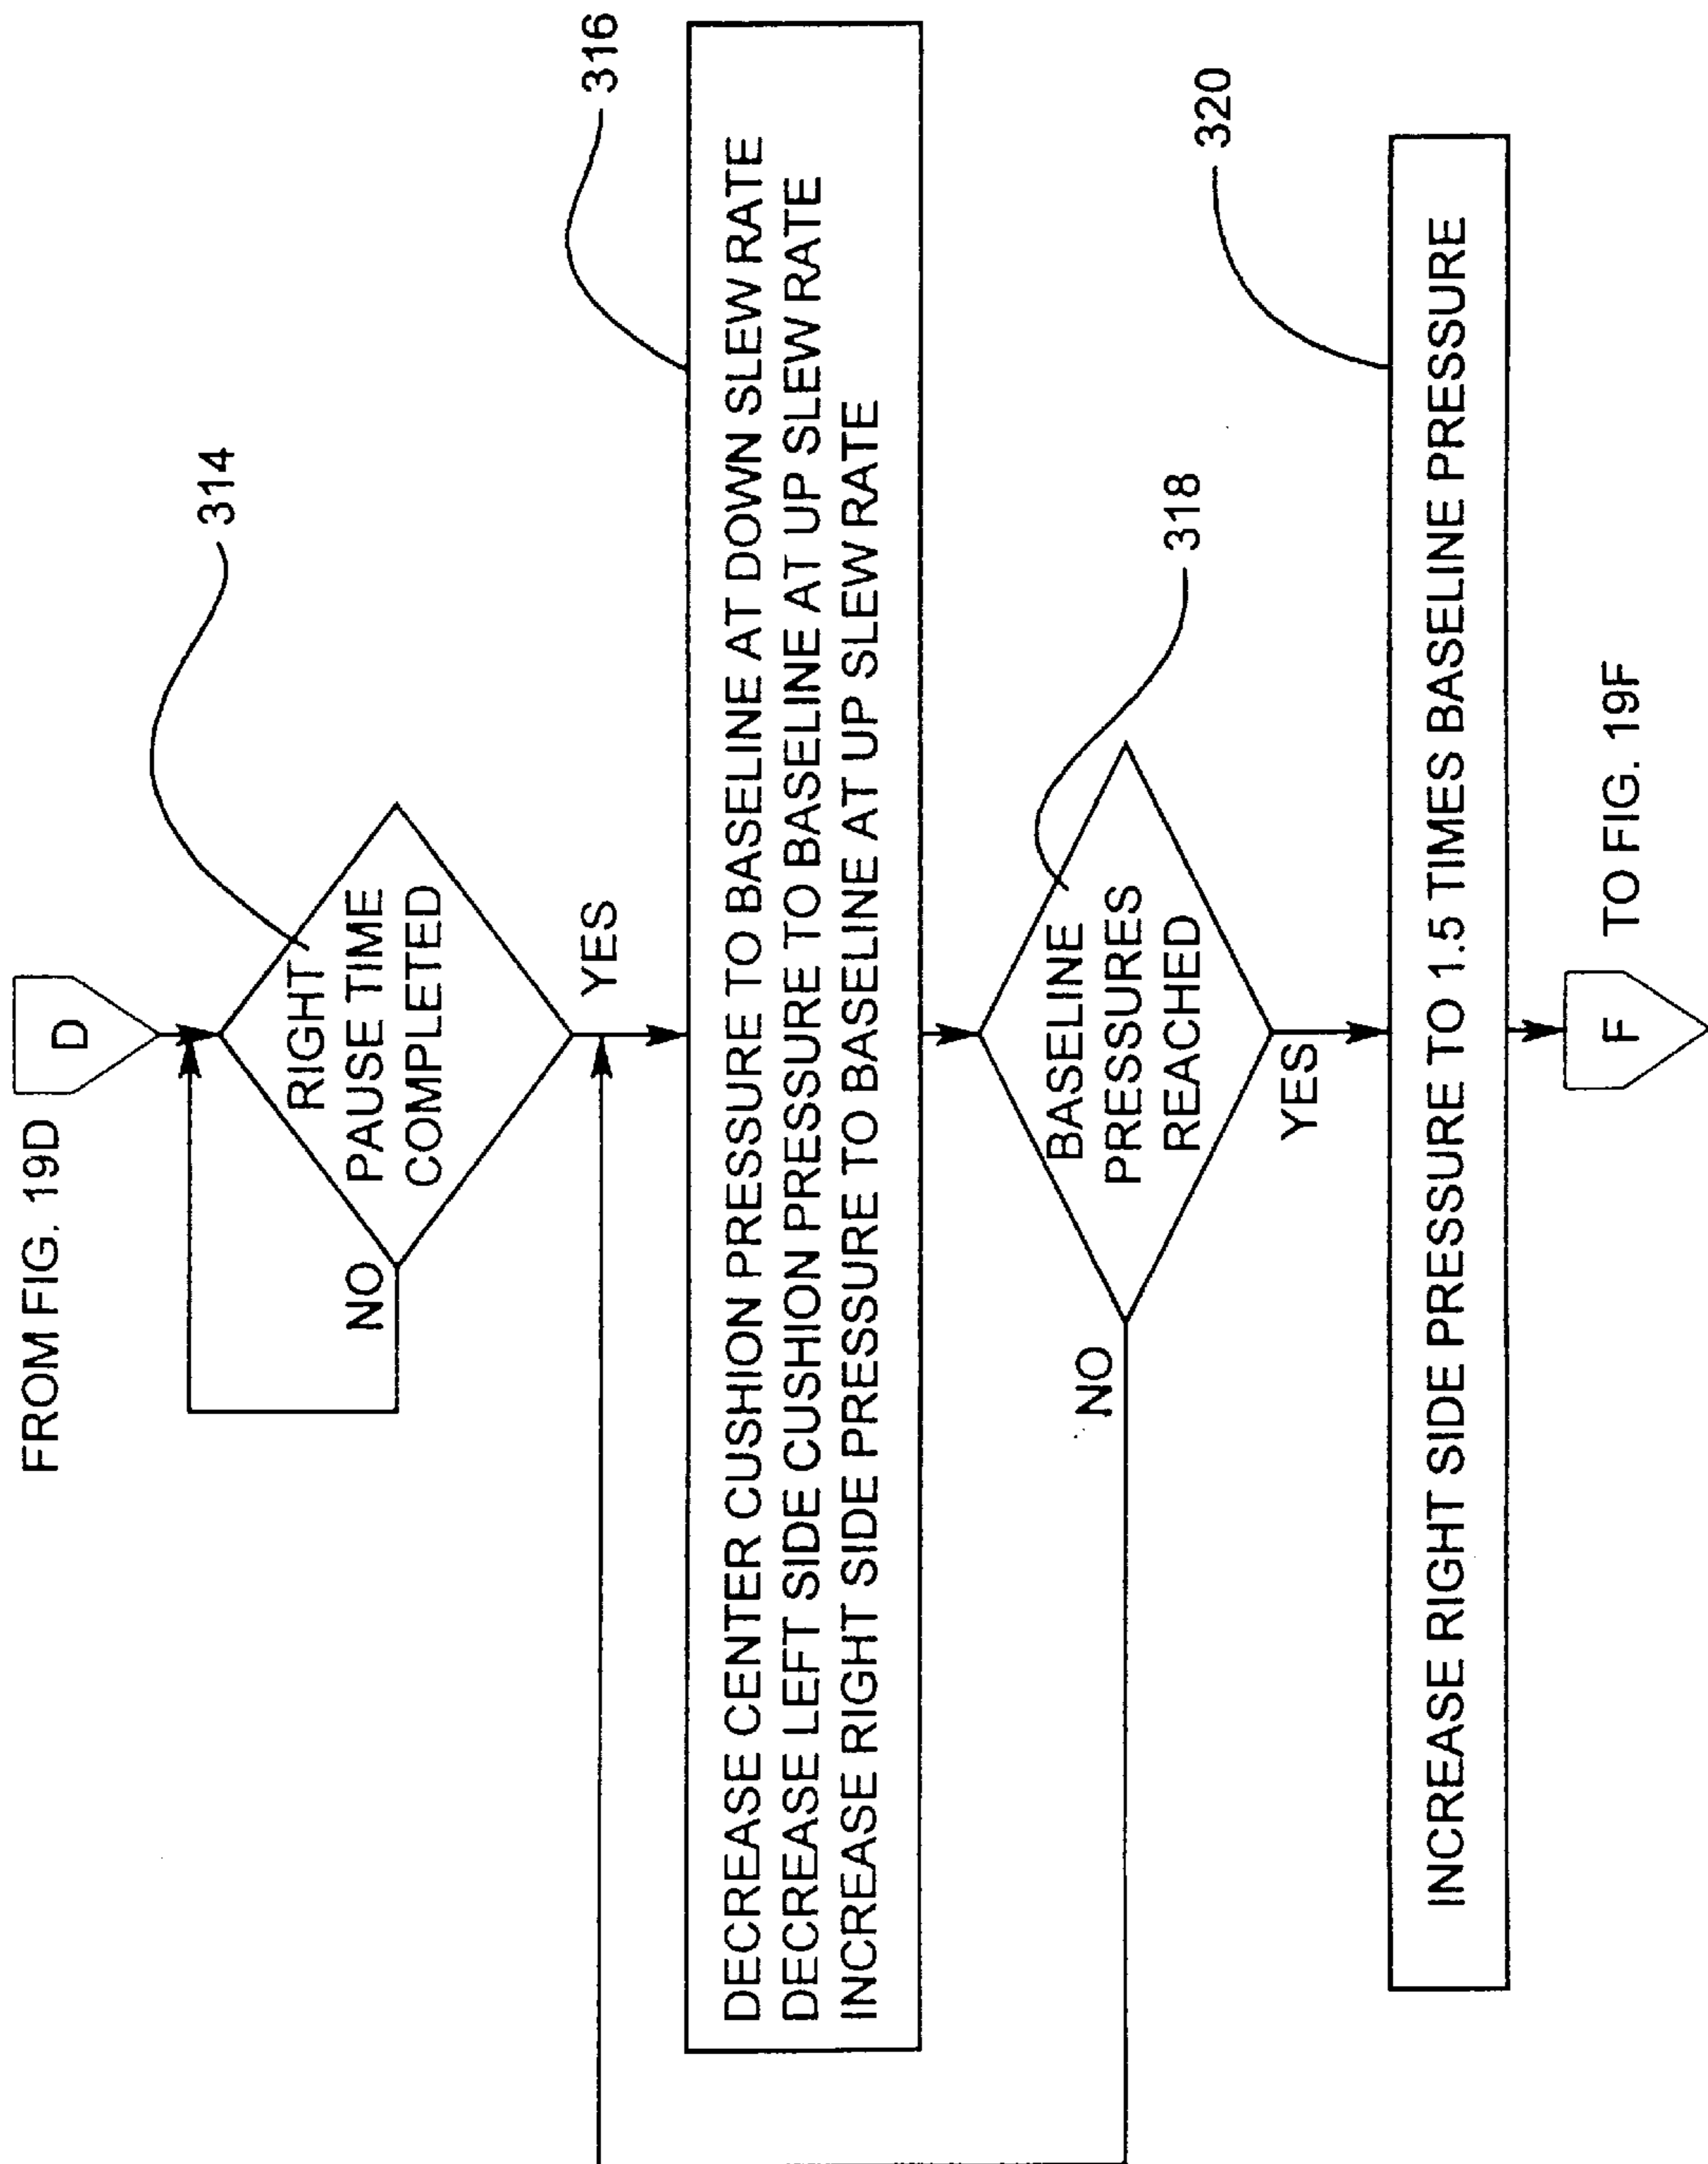 FROM FIG. 19D
D
314
RIGHT
PAUSE TIME
COMPLETED
NO
YES
316
DECREASE CENTER CUSHION PRESSURE TO BASELINE AT DOWN SLEW RATE
DECREASE LEFT SIDE CUSHION PRESSURE TO BASELINE AT UP SLEW RATE
INCREASE RIGHT SIDE PRESSURE TO BASELINE AT UP SLEW RATE
318
BASELINE
PRESSURES
REACHED
NO
YES
320
INCREASE RIGHT SIDE PRESSURE TO 1.5 TIMES BASELINE PRESSURE
F
TO FIG. 19F